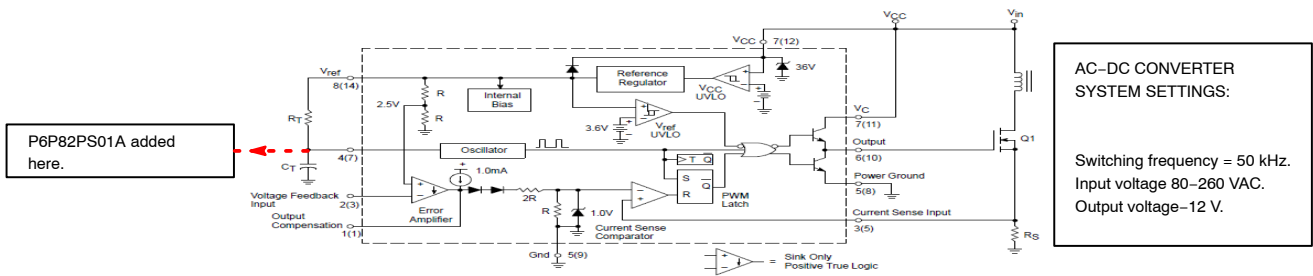 P6P82PS01A added
here.
Vref
8(14)
RT
2.5V
R
R
4(7)
CT
Voltage Feedback
Input
2(3)
Output
Compensation
1(1)
Oscillator
1.0mA
Error
Amplifier
Internal
Bias
Reference
Regulator
3.6V
Vref
UVLO
VCC
7(12)
VCC
UVLO
36V
2R
R
1.0V
Current Sense
Comparator
T Q
S
R
Q
PWM
Latch
Gnd
5(9)
VCC
Vin
VC
7(11)
Output
6(10)
Power Ground
5(8)
Current Sense Input
3(5)
Q1
RS
= Sink Only
Positive True Logic
AC−DC CONVERTER
SYSTEM SETTINGS:
Switching frequency = 50 kHz.
Input voltage 80−260 VAC.
Output voltage−12 V.